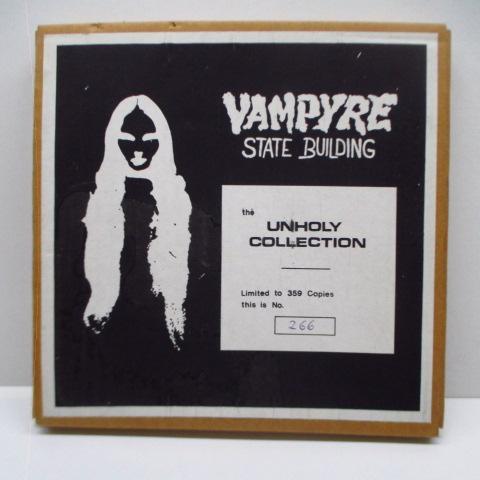 VAMPYRE
STATE BUILDING
the
UNHOLY
COLLECTION
Limited to 359 Copies
this is No.
266